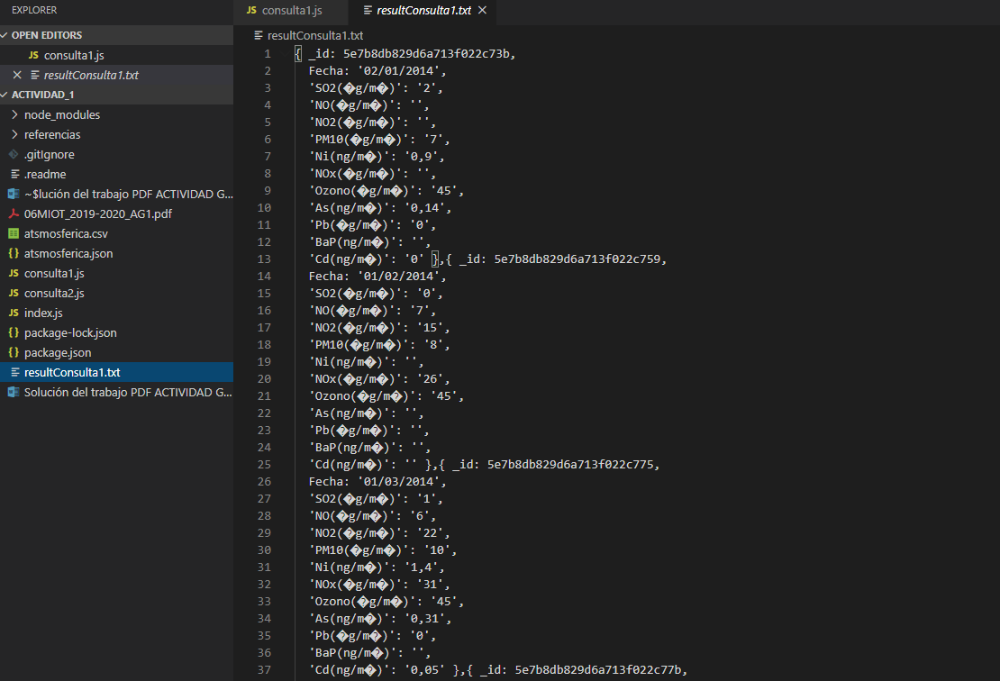 EXPLORER
OPEN EDITORS
JS consulta1.js
resultConsulta1.txt
ACTIVIDAD_1
node_modules
referencias
.gitIgnore
.readme
~$lución del trabajo PDF ACTIVIDAD G...
06MIOT_2019-2020_AG1.pdf
atsmosferica.csv
{} atsmosferica.json
JS consulta1.js
JS consulta2.js
JS index.js
{} package-lock.json
{} package.json
resultConsulta1.txt
Solución del trabajo PDF ACTIVIDAD G...
JS consulta1.js
resultConsulta1.txt
resultConsulta1.txt
1 { _id: 5e7b8db829d6a713f022c73b,
2 Fecha: '02/01/2014',
3 'SO2(�g/m�)': '2',
4 'NO(�g/m�)': '',
5 'NO2(�g/m�)': '',
6 'PM10(�g/m�)': '7',
7 'Ni(ng/m�)': '0,9',
8 'NOx(�g/m�)': '',
9 'Ozono(�g/m�)': '45',
10 'As(ng/m�)': '0,14',
11 'Pb(�g/m�)': '0',
12 'BaP(ng/m�)': '',
13 'Cd(ng/m�)': '0' },{ _id: 5e7b8db829d6a713f022c759,
14 Fecha: '01/02/2014',
15 'SO2(�g/m�)': '0',
16 'NO(�g/m�)': '7',
17 'NO2(�g/m�)': '15',
18 'PM10(�g/m�)': '8',
19 'Ni(ng/m�)': '',
20 'NOx(�g/m�)': '26',
21 'Ozono(�g/m�)': '45',
22 'As(ng/m�)': '',
23 'Pb(�g/m�)': '',
24 'BaP(ng/m�)': '',
25 'Cd(ng/m�)': '' },{ _id: 5e7b8db829d6a713f022c775,
26 Fecha: '01/03/2014',
27 'SO2(�g/m�)': '1',
28 'NO(�g/m�)': '6',
29 'NO2(�g/m�)': '22',
30 'PM10(�g/m�)': '10',
31 'Ni(ng/m�)': '1,4',
32 'NOx(�g/m�)': '31',
33 'Ozono(�g/m�)': '45',
34 'As(ng/m�)': '0,31',
35 'Pb(�g/m�)': '0',
36 'BaP(ng/m�)': '',
37 'Cd(ng/m�)': '0,05' },{ _id: 5e7b8db829d6a713f022c77b,